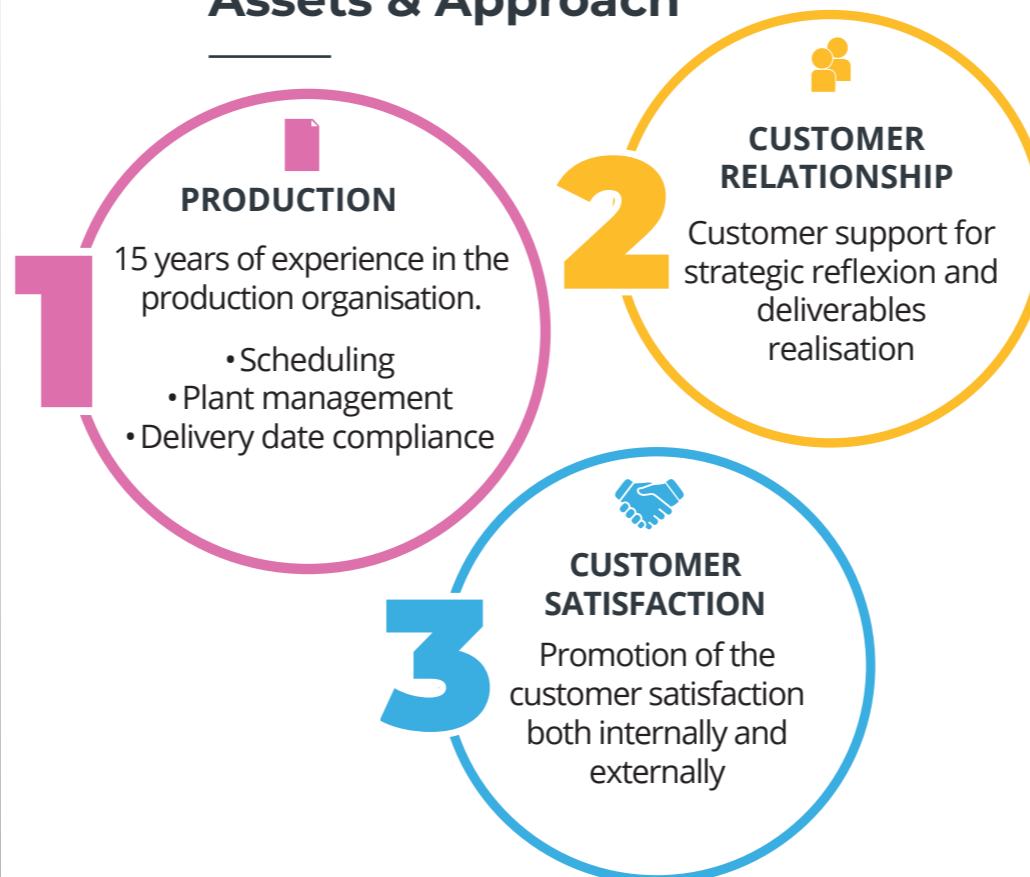 Assets & Approach
1
PRODUCTION
15 years of experience in the
production organisation.
• Scheduling
• Plant management
• Delivery date compliance
2
CUSTOMER
RELATIONSHIP
Customer support for
strategic reflexion and
deliverables
realisation
3
CUSTOMER
SATISFACTION
Promotion of the
customer satisfaction
both internally and
externally